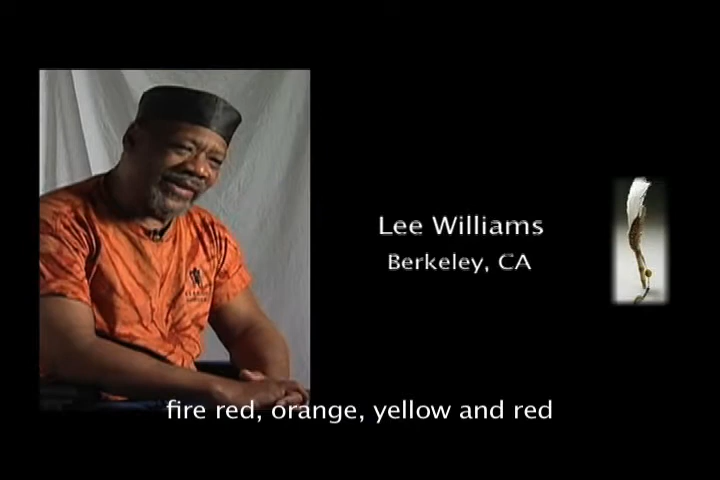 Lee Williams
Berkeley, CA
fire red, orange, yellow and red